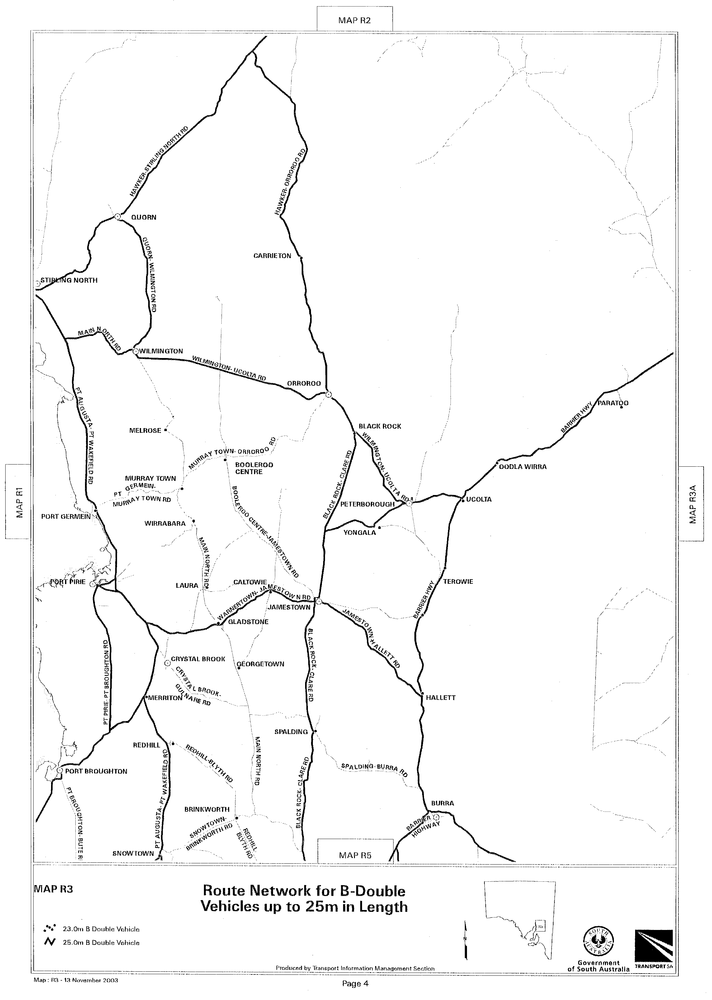 MAP R2
HAWKER-STIRLING NORTH RD
HAWKER- ORROROO RD
QUORN
QUORN- WILMINGTON RD
CARRIETON
STIRLING NORTH
MAIN NORTH RD
WILMINGTON
WILMINGTON- UCOLTA RD
ORROROO
PT AUGUSTA- PT WAKEFIELD RD
PARATOO
BARRIER HWY
BLACK ROCK
MELROSE
WILMINGTON- UCOLTA RD
MURRAY TOWN- ORROROO RD
BOOLEROO
CENTRE
BLACK ROCK- CLARE RD
OODLA WIRRA
MURRAY TOWN
PT GERMEIN-
MURRAY TOWN RD
MAP R1
MAP R3A
PETERBOROUGH
UCOLTA
PORT GERMEIN
WIRRABARA
BOOLEROO CENTRE-JAMESTOWN RD
YONGALA
MAIN NORTH RD
PORT PIRIE
LAURA
CALTOWIE
TEROWIE
WARNERTOWN- JAMESTOWN RD
JAMESTOWN
BARRIER HWY
GLADSTONE
JAMESTOWN-HALLETT RD
BLACK ROCK- CLARE RD
PT PIRIE- PT BROUGHTON RD
CRYSTAL BROOK
GEORGETOWN
CRYSTAL BROOK-
GULNARE RD
MERRITON
HALLETT
SPALDING
REDHILL
REDHILL-BLYTH RD
MAIN NORTH RD
BLACK ROCK- CLARE RD
SPALDING-BURRA RD
PORT BROUGHTON
PT AUGUSTA- PT WAKEFIELD RD
PT BROUGHTON- BUTE R
BURRA
BRINKWORTH
SNOWTOWN-
BRINKWORTH RD
REDHILL
BLYTH RD
BARRIER
HIGHWAY
SNOWTOWN
MAP R5
MAP R3
Route Network for B-Double
Vehicles up to 25m in Length
23.0m B Double Vehicle
25.0m B Double Vehicle
R3
N
SOUTH AUSTRALIA
Government
of South Australia
TRANSPORT SA
Produced by Transport Information Management Section
Map : R3 - 13 November 2003
Page 4